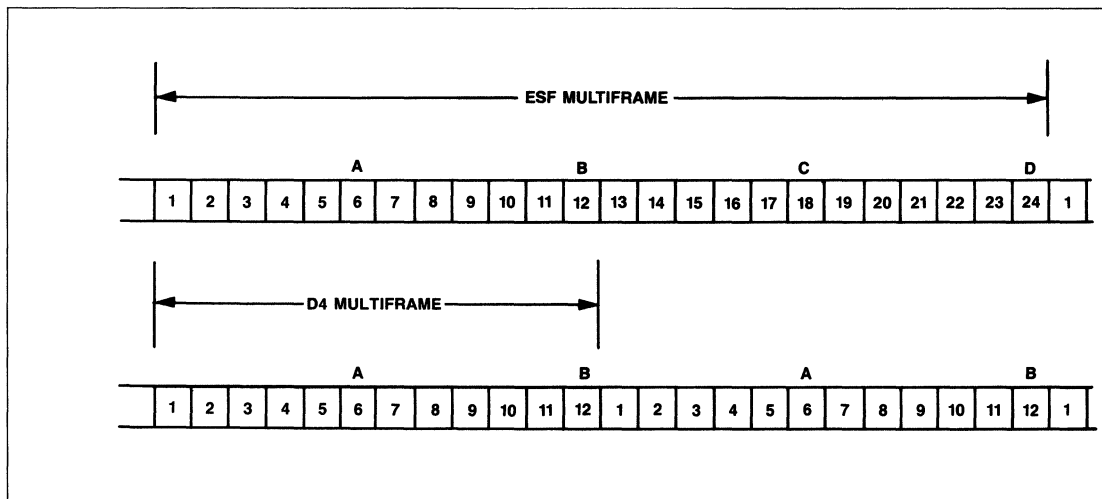 ESF MULTIFRAME
A B C D
1 2 3 4 5 6 7 8 9 10 11 12 13 14 15 16 17 18 19 20 21 22 23 24 1
D4 MULTIFRAME
A B A B
1 2 3 4 5 6 7 8 9 10 11 12 1 2 3 4 5 6 7 8 9 10 11 12 1